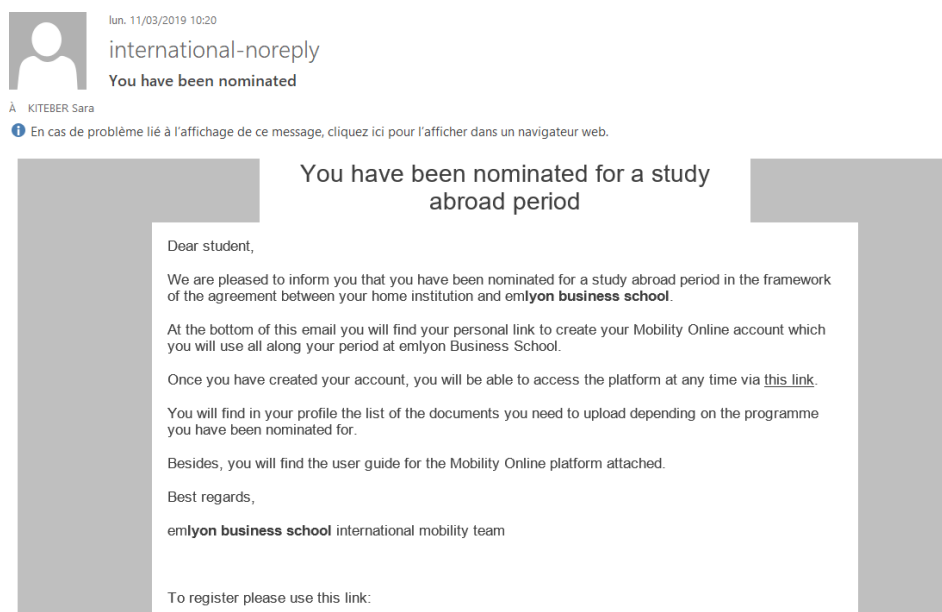 lun. 11/03/2019 10:20
international-noreply
You have been nominated
À KITEBER Sara
En cas de problème lié à l'affichage de ce message, cliquez ici pour l'afficher dans un navigateur web.
You have been nominated for a study
abroad period
Dear student,
We are pleased to inform you that you have been nominated for a study abroad period in the framework
of the agreement between your home institution and emlyon business school.
At the bottom of this email you will find your personal link to create your Mobility Online account which
you will use all along your period at emlyon Business School.
Once you have created your account, you will be able to access the platform at any time via this link.
You will find in your profile the list of the documents you need to upload depending on the programme
you have been nominated for.
Besides, you will find the user guide for the Mobility Online platform attached.
Best regards,
emlyon business school international mobility team
To register please use this link: